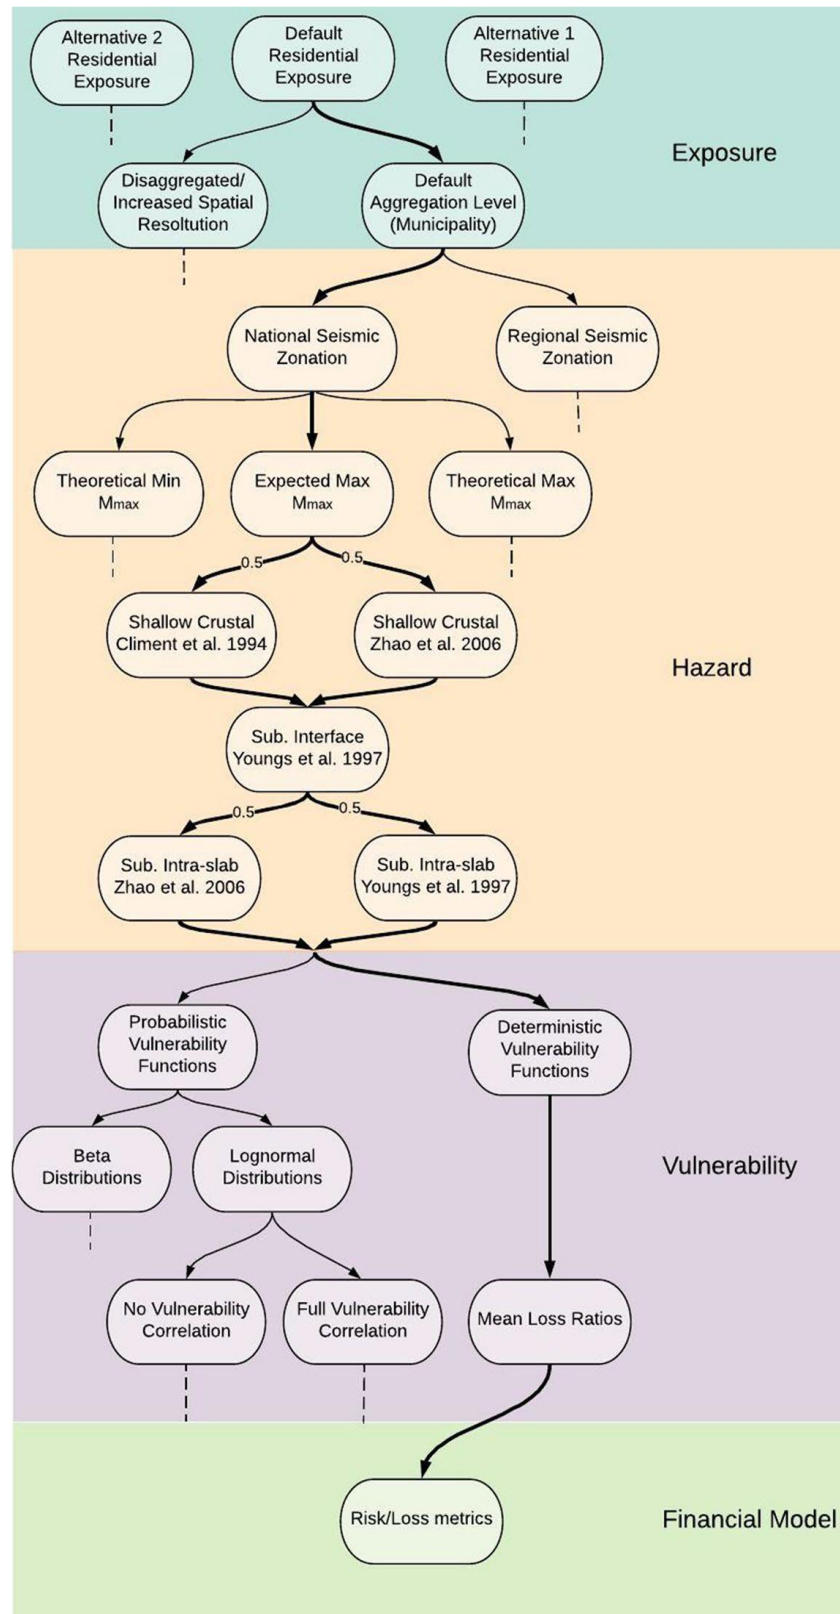 Alternative 2
Residential
Exposure
Default
Residential
Exposure
Alternative 1
Residential
Exposure
Exposure
Disaggregated/
Increased Spatial
Resoltution
Default
Aggregation Level
(Municipality)
National Seismic
Zonation
Regional Seismic
Zonation
Theoretical Min
Mmax
Expected Max
Mmax
Theoretical Max
Mmax
0.5
0.5
Shallow Crustal
Climent et al. 1994
Shallow Crustal
Zhao et al. 2006
Hazard
Sub. Interface
Youngs et al. 1997
0.5
0.5
Sub. Intra-slab
Zhao et al. 2006
Sub. Intra-slab
Youngs et al. 1997
Probabilistic
Vulnerability
Functions
Deterministic
Vulnerability
Functions
Beta
Distributions
Lognormal
Distributions
Vulnerability
No Vulnerability
Correlation
Full Vulnerability
Correlation
Mean Loss Ratios
Risk/Loss metrics
Financial Model